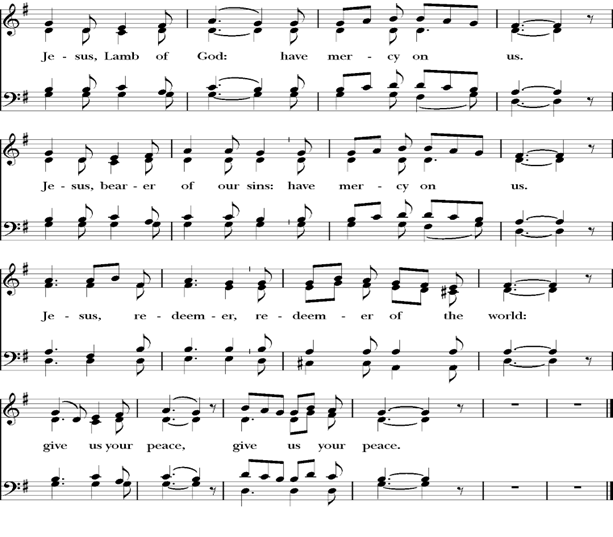 Je - sus, Lamb of God: have mer - cy on us.
Je - sus, bear - er of our sins: have mer - cy on us.
Je - sus, re - deem - er, re - deem - er of the world:
give us your peace, give us your peace.